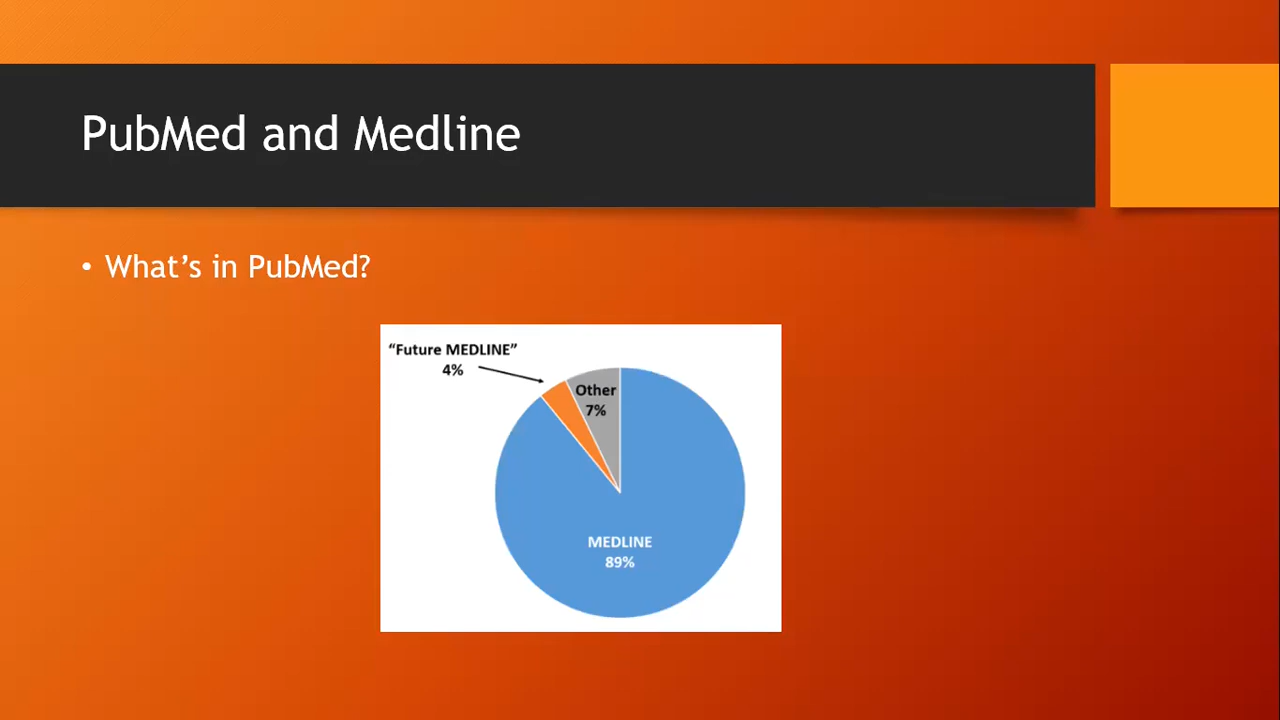 PubMed and Medline
• What's in PubMed?
“Future MEDLINE”
4%
Other
7%
MEDLINE
89%